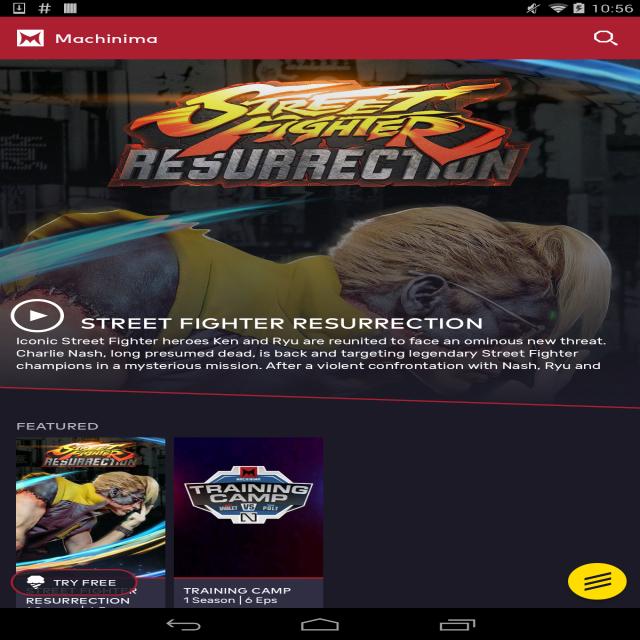 10:56
Machinima
STREET
FIGHTER
RESURRECTION
STREET FIGHTER RESURRECTION
Iconic Street Fighter heroes Ken and Ryu are reunited to face an ominous new threat.
Charlie Nash, long presumed dead, is back and targeting legendary Street Fighter
champions in a mysterious mission. After a violent confrontation with Nash, Ryu and
FEATURED
STREET
FIGHTER
RESURRECTION
MACHINIMA
TRAINING
CAMP
VIOLET VS POLT
TRY FREE
STREET FIGHTER
RESURRECTION
TRAINING CAMP
1 Season | 6 Eps